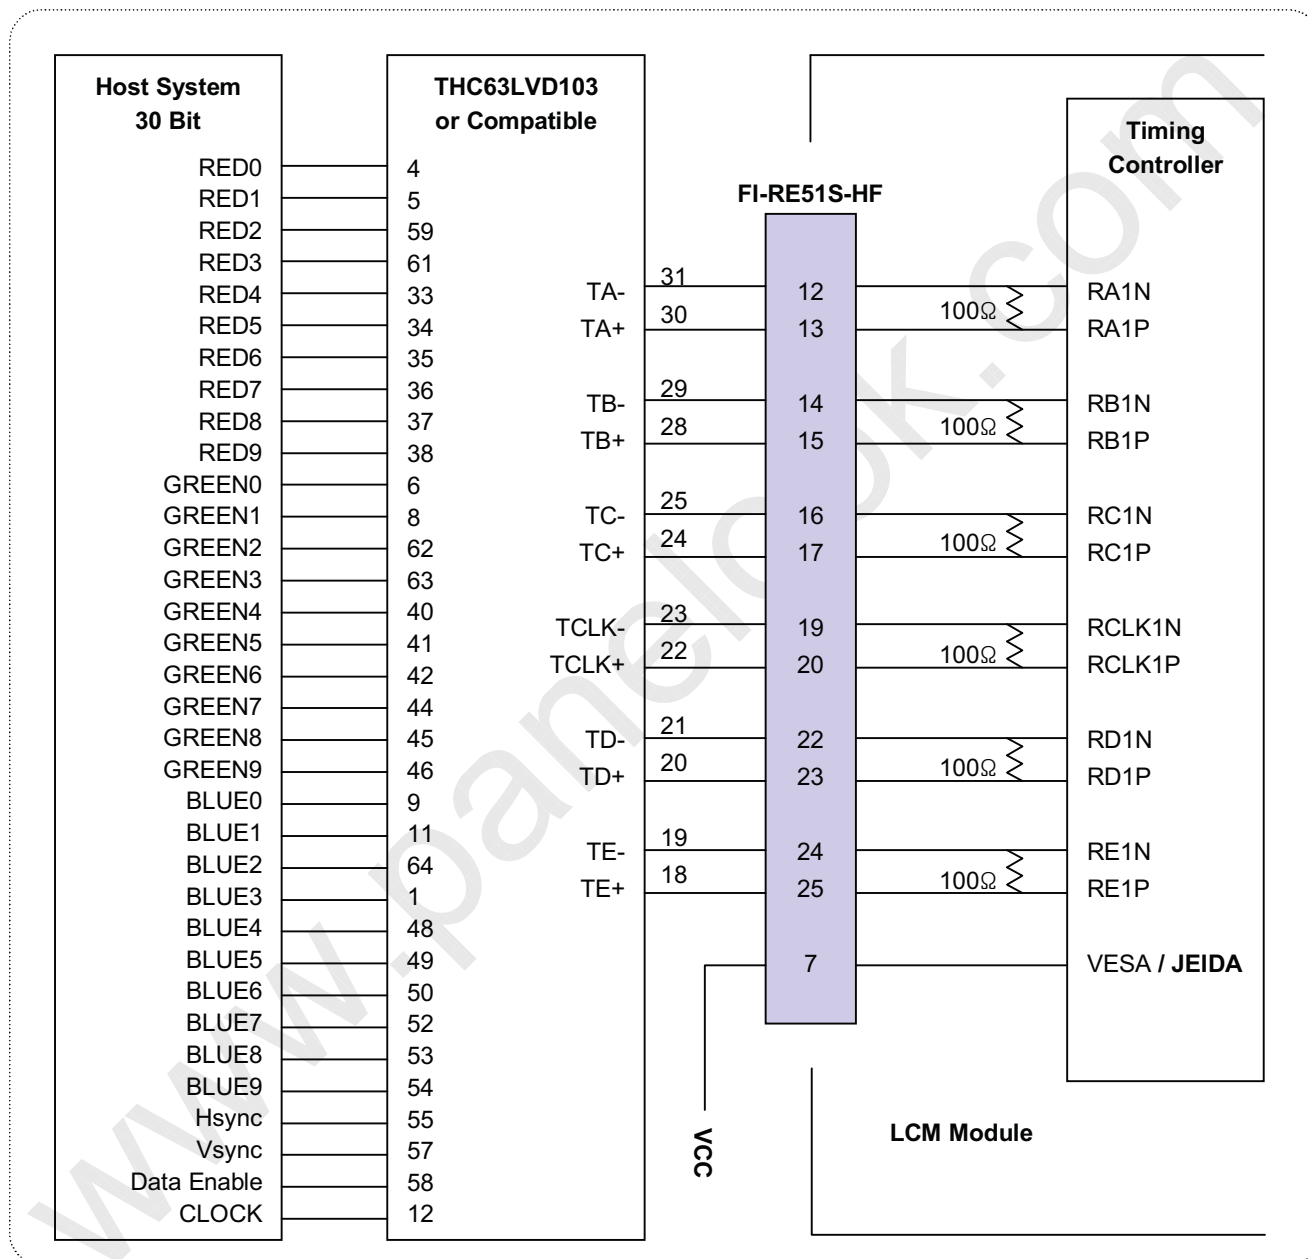 Host System
30 Bit
RED0
RED1
RED2
RED3
RED4
RED5
RED6
RED7
RED8
RED9
GREEN0
GREEN1
GREEN2
GREEN3
GREEN4
GREEN5
GREEN6
GREEN7
GREEN8
GREEN9
BLUE0
BLUE1
BLUE2
BLUE3
BLUE4
BLUE5
BLUE6
BLUE7
BLUE8
BLUE9
Hsync
Vsync
Data Enable
CLOCK
THC63LVD103
or Compatible
4
5
59
61
33
34
35
36
37
38
6
8
62
63
40
41
42
44
45
46
9
11
64
1
48
49
50
52
53
54
55
57
58
12
TA- 31
TA+ 30
TB- 29
TB+ 28
TC- 25
TC+ 24
TCLK- 23
TCLK+ 22
TD- 21
TD+ 20
TE- 19
TE+ 18
VCC
FI-RE51S-HF
12
13
14
15
16
17
19
20
22
23
24
25
7
100Ω
100Ω
100Ω
100Ω
100Ω
100Ω
Timing
Controller
RA1N
RA1P
RB1N
RB1P
RC1N
RC1P
RCLK1N
RCLK1P
RD1N
RD1P
RE1N
RE1P
VESA / JEIDA
LCM Module
www.panelook.com